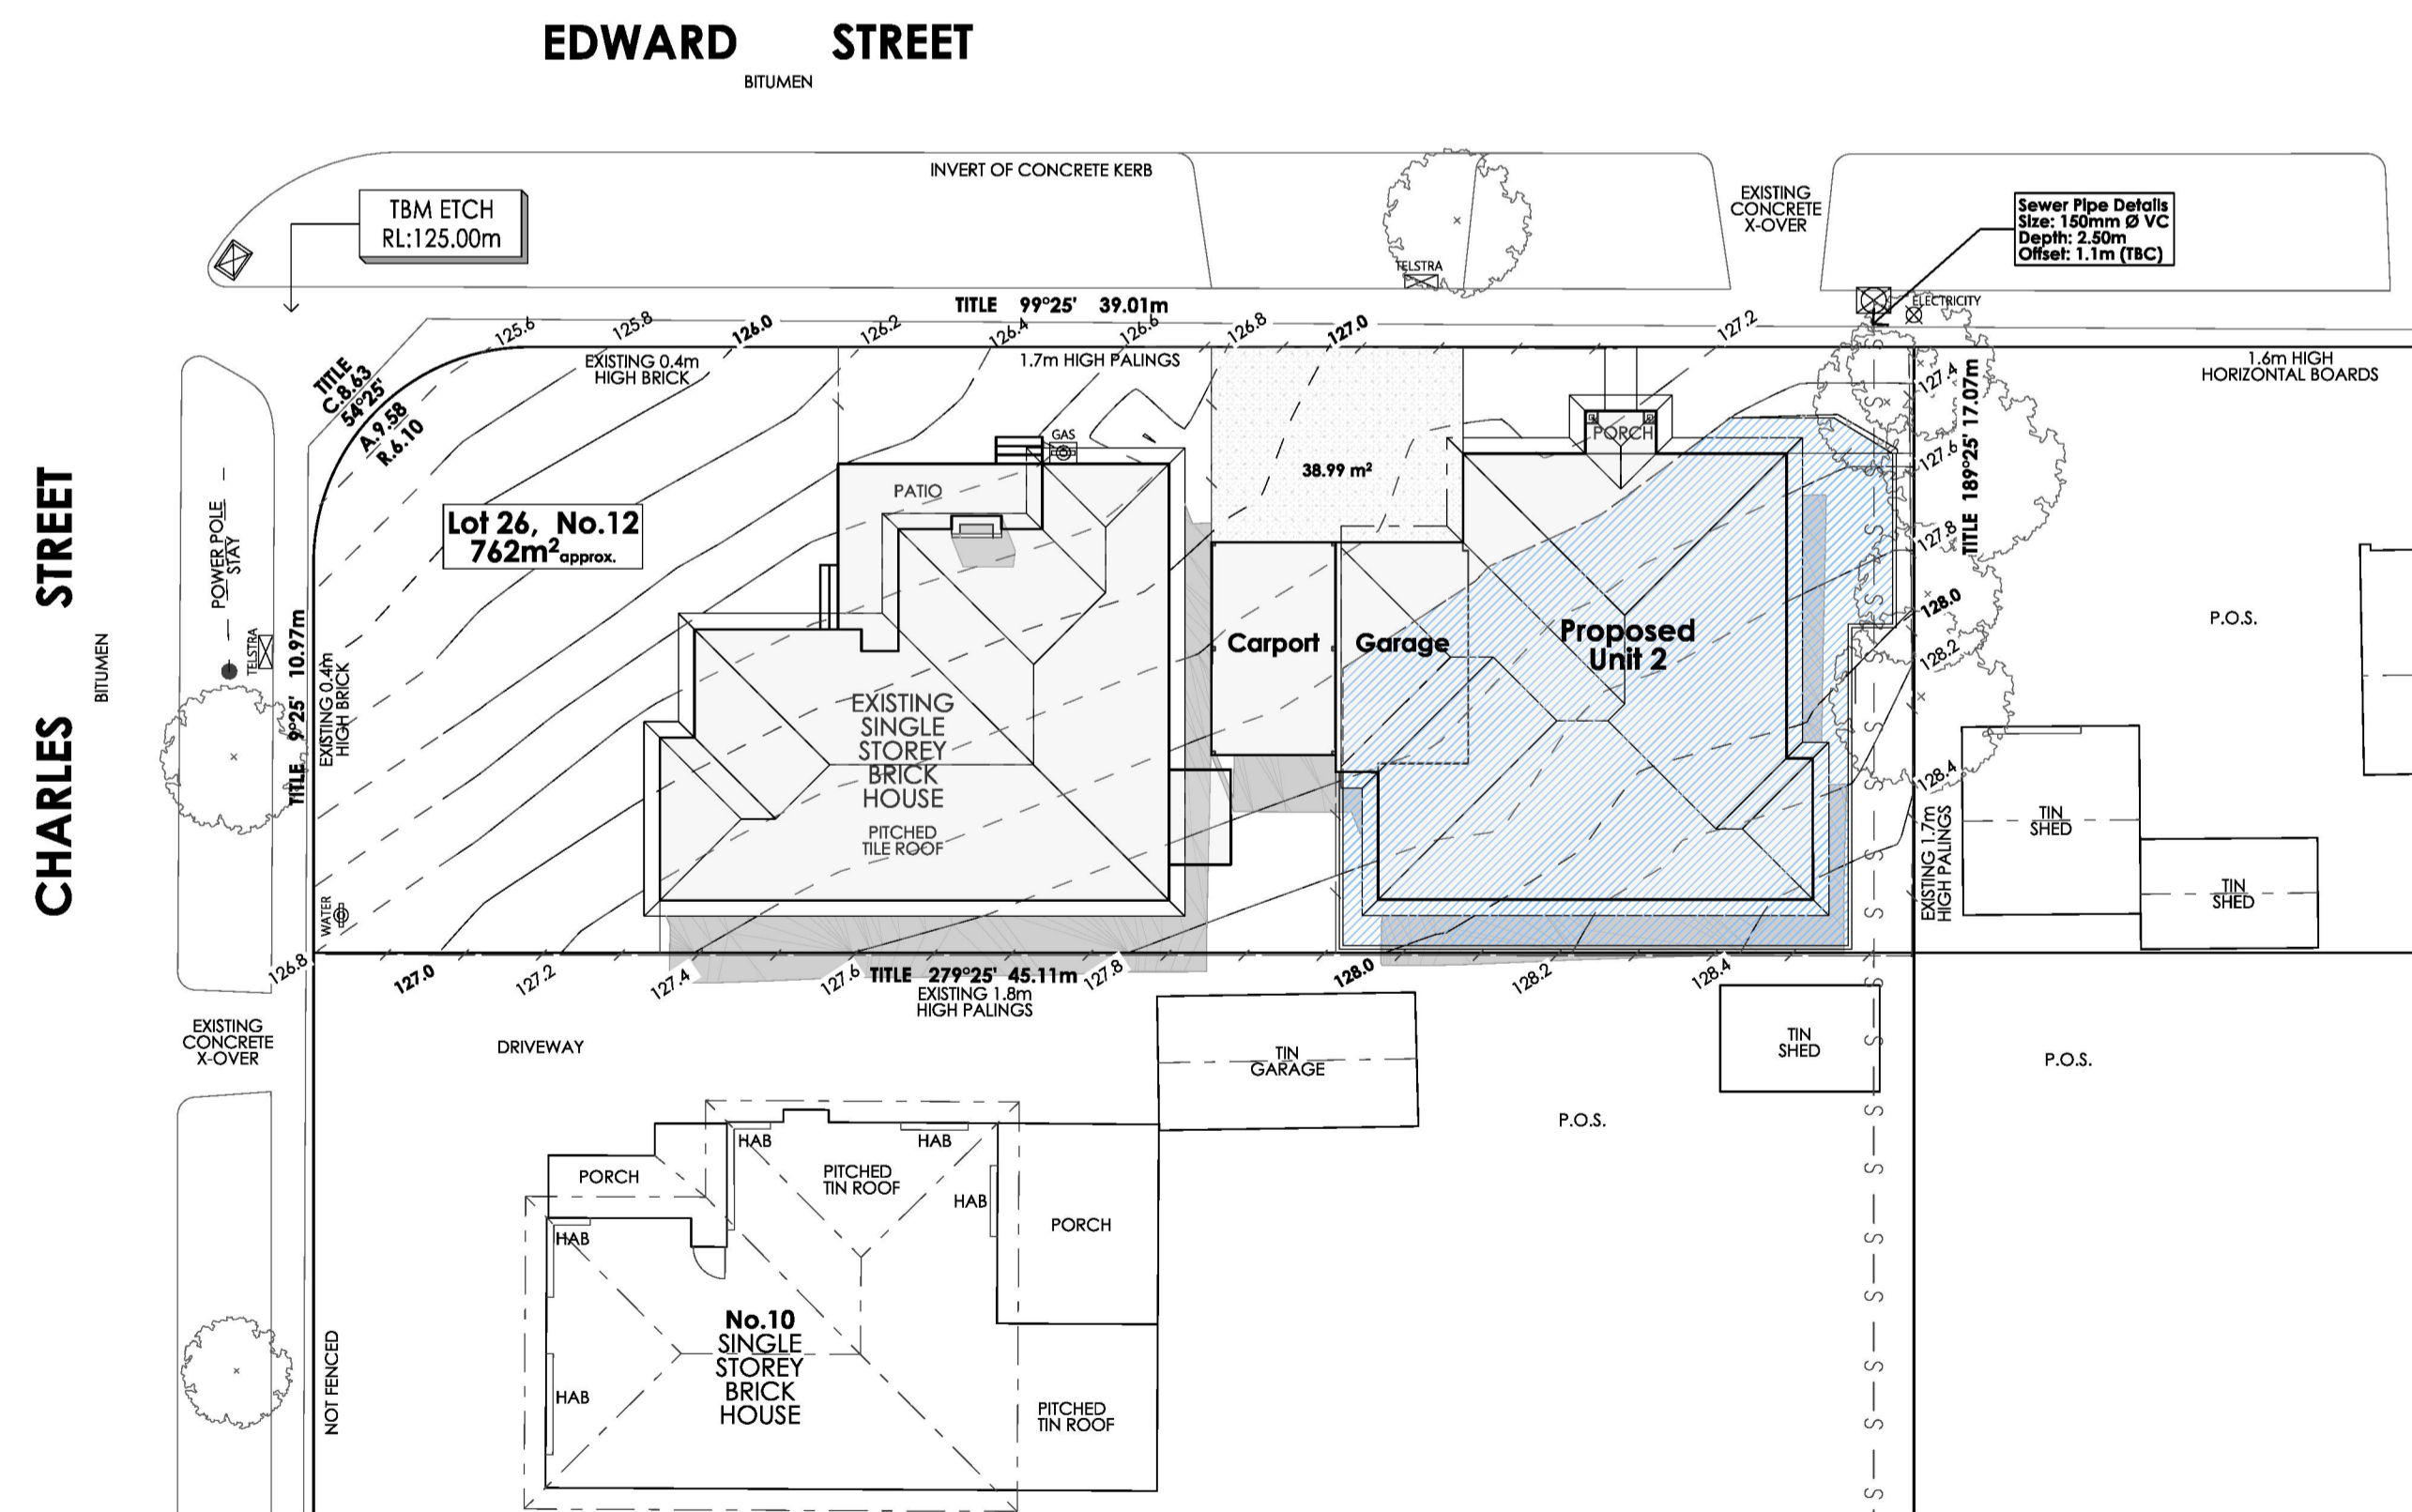 EDWARD STREET
BITUMEN
INVERT OF CONCRETE KERB
TBM ETCH
RL:125.00m
EXISTING
CONCRETE
X-OVER
Sewer Pipe Details
Size: 150mm Ø VC
Depth: 2.50m
Offset: 1.1m (TBC)
TELSTRA
ELECTRICITY
TITLE 99°25' 39.01m
125.6
125.8
126.0
126.2
126.4
126.6
126.8
127.0
127.2
EXISTING 0.4m
HIGH BRICK
1.7m HIGH PALINGS
1.6m HIGH
HORIZONTAL BOARDS
TITLE
C.8.63
54°25'
A.9.58
R.6.10
127.4
127.6
127.8
128.0
128.2
128.4
TITLE 189°25' 17.07m
GAS
PORCH
38.99 m²
PATIO
Lot 26, No.12
762m² approx.
CHARLES STREET
BITUMEN
POWER POLE
STAY
TELSTRA
TITLE 9°25' 10.97m
EXISTING 0.4m
HIGH BRICK
Carport
Garage
Proposed
Unit 2
P.O.S.
EXISTING
SINGLE
STOREY
BRICK
HOUSE
PITCHED
TILE ROOF
TIN
SHED
TIN
SHED
EXISTING 1.7m
HIGH PALINGS
WATER
S S S S S S S S S S S S S S S S S S
126.8
127.0
127.2
127.4
127.6
TITLE 279°25' 45.11m
127.8
128.0
128.2
128.4
EXISTING 1.8m
HIGH PALINGS
EXISTING
CONCRETE
X-OVER
DRIVEWAY
TIN
GARAGE
TIN
SHED
P.O.S.
P.O.S.
HAB
HAB
PORCH
PITCHED
TIN ROOF
HAB
PORCH
HAB
No.10
SINGLE
STOREY
BRICK
HOUSE
HAB
PITCHED
TIN ROOF
NOT FENCED